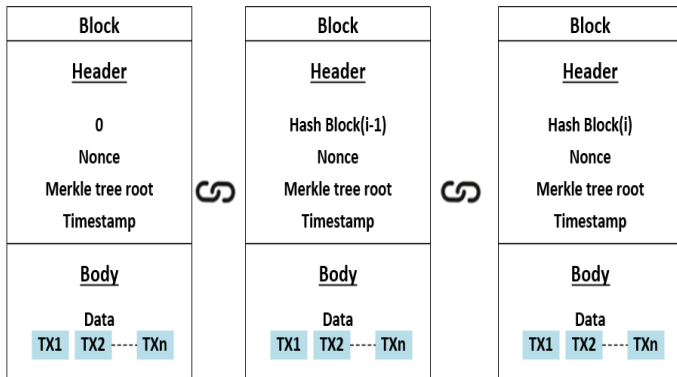 Block
Header
0
Nonce
Merkle tree root
Timestamp
Body
Data
TX1 TX2 TXn
Block
Header
Hash Block(i-1)
Nonce
Merkle tree root
Timestamp
Body
Data
TX1 TX2 TXn
Block
Header
Hash Block(i)
Nonce
Merkle tree root
Timestamp
Body
Data
TX1 TX2 TXn